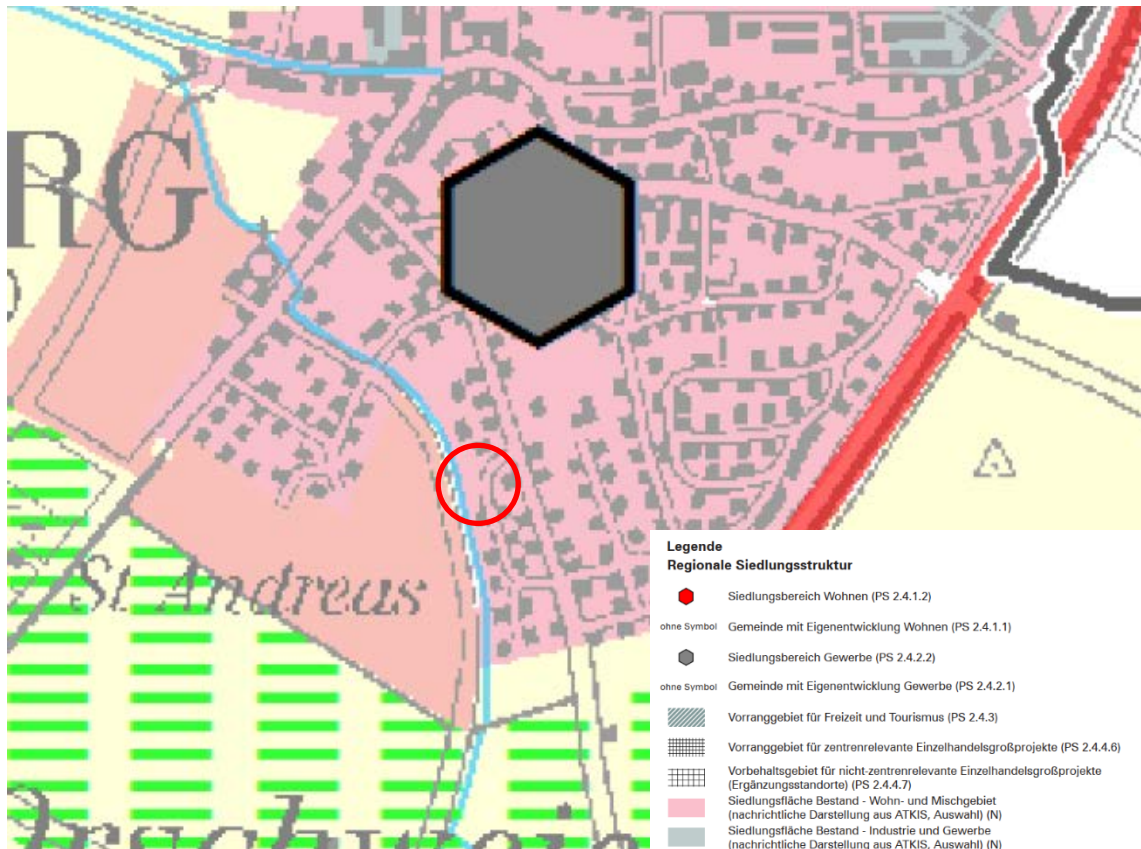 RG
St. Andreas
Legende
Regionale Siedlungsstruktur
Siedlungsbereich Wohnen (PS 2.4.1.2)
ohne Symbol Gemeinde mit Eigenentwicklung Wohnen (PS 2.4.1.1)
Siedlungsbereich Gewerbe (PS 2.4.2.2)
ohne Symbol Gemeinde mit Eigenentwicklung Gewerbe (PS 2.4.2.1)
Vorranggebiet für Freizeit und Tourismus (PS 2.4.3)
Vorranggebiet für zentrenrelevante Einzelhandelsgroßprojekte (PS 2.4.4.6)
Vorbehaltsgebiet für nicht-zentrenrelevante Einzelhandelsgroßprojekte
(Ergänzungsstandorte) (PS 2.4.4.7)
Siedlungsfläche Bestand - Wohn- und Mischgebiet
(nachrichtliche Darstellung aus ATKIS, Auswahl) (N)
Siedlungsfläche Bestand - Industrie und Gewerbe
(nachrichtliche Darstellung aus ATKIS, Auswahl) (N)